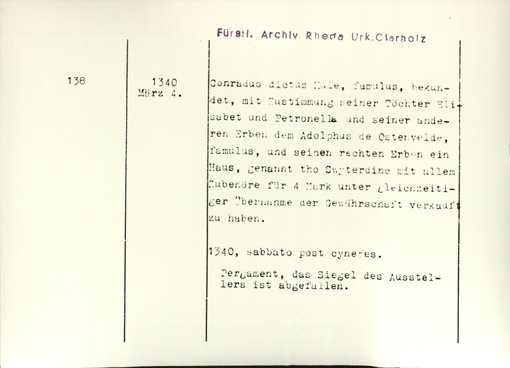 Fürstl. Archiv Rheda Urk. Clarholz
138
1340
März 4.
Conradus dictus famulus, bekun-
det, mit Zustimmung seiner Töchter Eli-
sabet und Petronella und seiner ande-
ren Erben dem Adolphus de Ostenvelde,
famulus, und seinen rechten Erben ein
Haus, genannt tho Swyterdinc mit allem
Zubehöre für 4 Mark unter gleichzeiti-
ger Übernahme der Gewährschaft verkauft
zu haben.
1340, sabbato post cyneres.
Pergament, das Siegel des Ausstel-
lers ist abgefallen.